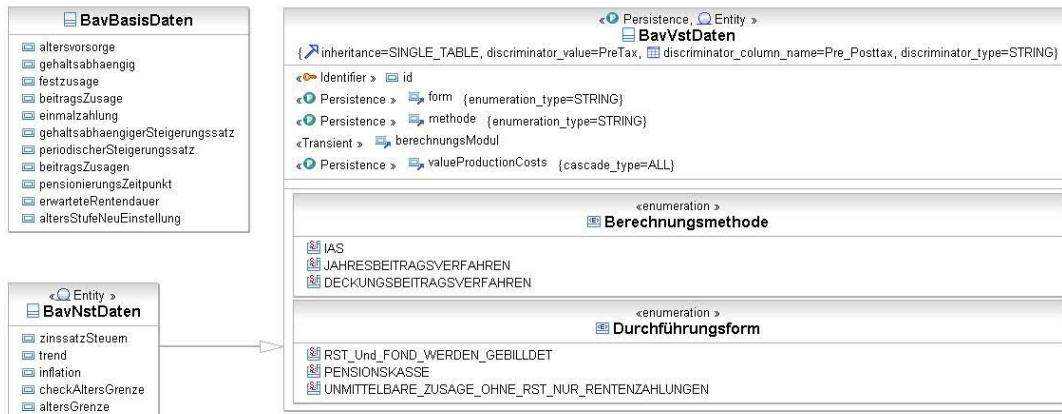 BavBasisDaten
altersvorsorge
gehaltsabhaengig
festzusage
beitragsZusage
einmalzahlung
gehaltsabhaengigerSteigerungssatz
periodischerSteigerungssatz
beitragsZusagen
pensionierungsZeitpunkt
erwarteteRentendauer
altersStufeNeuEinstellung
«Persistence, Entity»
BavVstDaten
{inheritance=SINGLE_TABLE, discriminator_value=PreTax, discriminator_column_name=Pre_Posttax, discriminator_type=STRING}
«Identifier» id
«Persistence» form {enumeration_type=STRING}
«Persistence» methode {enumeration_type=STRING}
«Transient» berechnungsModul
«Persistence» valueProductionCosts {cascade_type=ALL}
«enumeration»
Berechnungsmethode
IAS
JAHRESBEITRAGSVERFAHREN
DECKUNGSBEITRAGSVERFAHREN
«enumeration»
Durchführungsform
RST_Und_FOND_WERDEN_GEBILLDET
PENSIONSKASSE
UNMITTELBARE_ZUSAGE_OHNE_RST_NUR_RENTENZAHLUNGEN
«Entity»
BavNstDaten
zinssatzSteuern
trend
inflation
checkAltersGrenze
altersGrenze